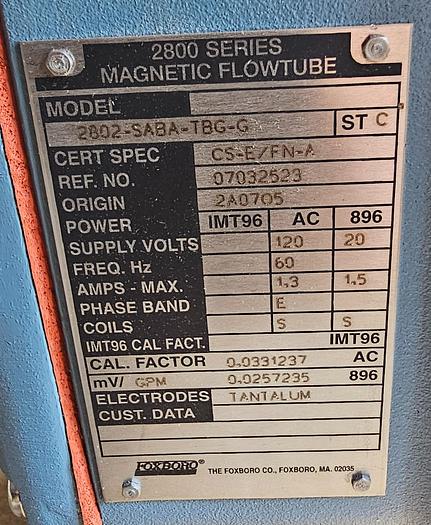 2800 SERIES
MAGNETIC FLOWTUBE
MODEL
2802-SABA-TBG-G ST C
CERT SPEC CS-E/FN-A
REF. NO. 07032523
ORIGIN 2A0705
POWER IMT96 AC 896
SUPPLY VOLTS 120 20
FREQ. Hz 60
AMPS - MAX. 1.3 1.5
PHASE BAND E
COILS S S
IMT96 CAL FACT. IMT96
CAL. FACTOR 0.0331237 AC
mV/ GPM 0.0257235 896
ELECTRODES TANTALUM
CUST. DATA
FOXBORO® THE FOXBORO CO., FOXBORO, MA. 02035